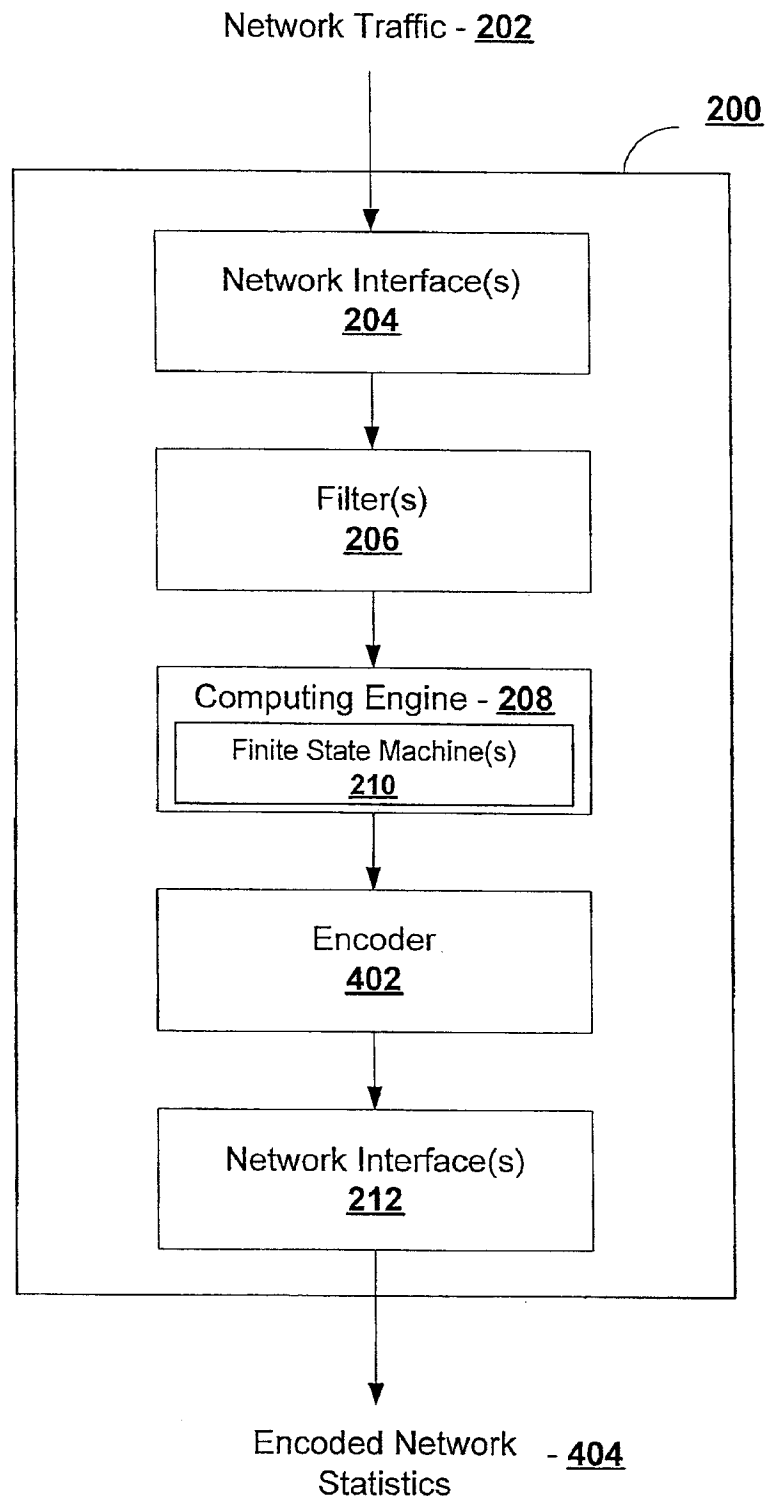 Network Traffic - 202
200
Network Interface(s)
204
Filter(s)
206
Computing Engine - 208
Finite State Machine(s)
210
Encoder
402
Network Interface(s)
212
Encoded Network - 404
Statistics